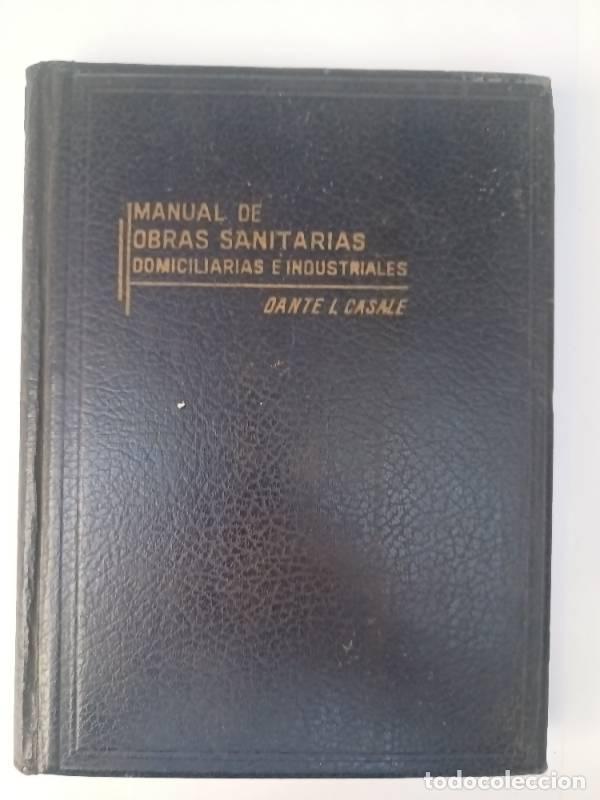 MANUAL DE
OBRAS SANITARIAS
DOMICILIARIAS E INDUSTRIALES
DANTE L. CASALE
todocoleccion